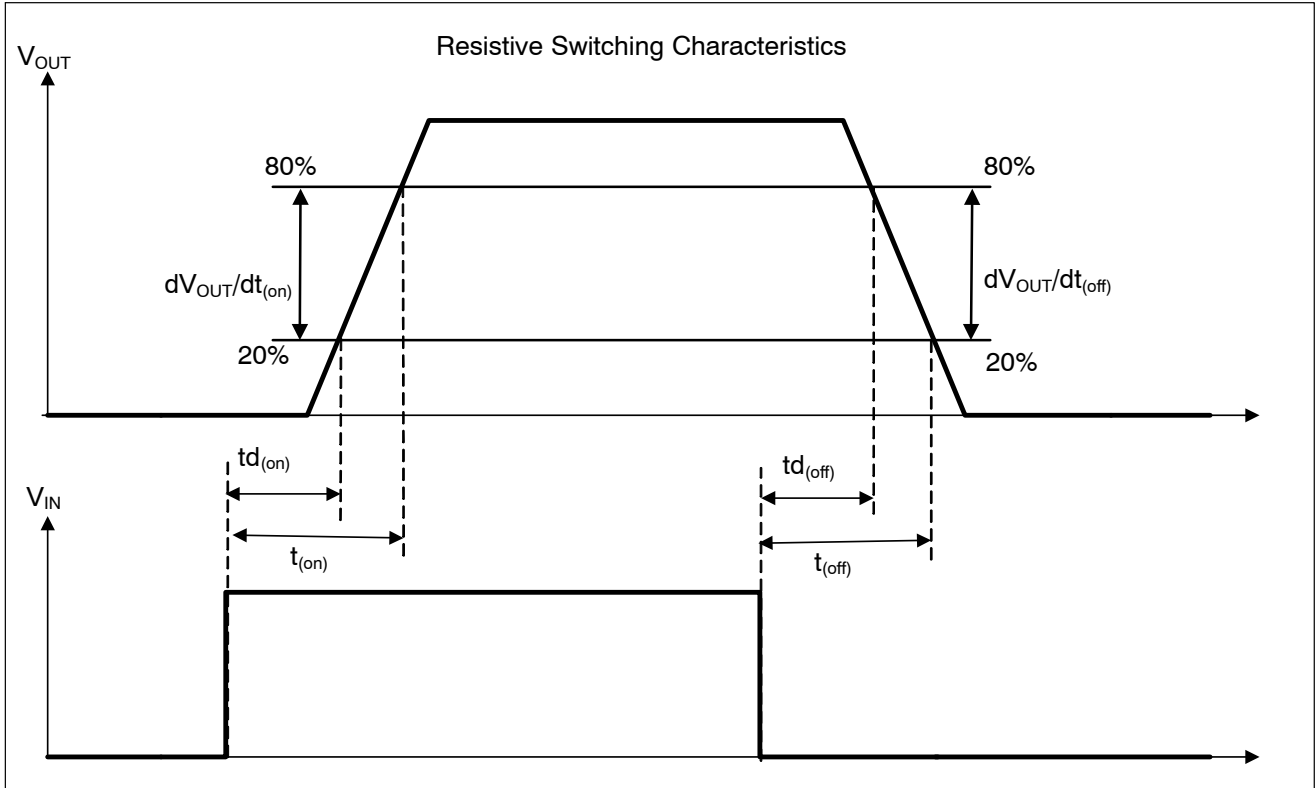 Resistive Switching Characteristics
VOUT
80%
80%
dVOUT/dt(on)
dVOUT/dt(off)
20%
20%
td(on)
td(off)
VIN
t(on)
t(off)